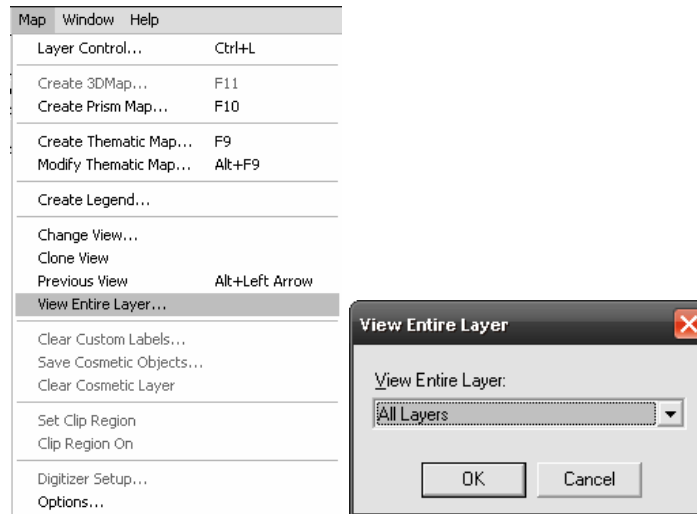 Map Window Help
Layer Control... Ctrl+L
Create 3DMap... F11
Create Prism Map... F10
Create Thematic Map... F9
Modify Thematic Map... Alt+F9
Create Legend...
Change View...
Clone View
Previous View Alt+Left Arrow
View Entire Layer...
Clear Custom Labels...
Save Cosmetic Objects...
Clear Cosmetic Layer
Set Clip Region
Clip Region On
Digitizer Setup...
Options...
View Entire Layer
View Entire Layer:
All Layers
OK Cancel